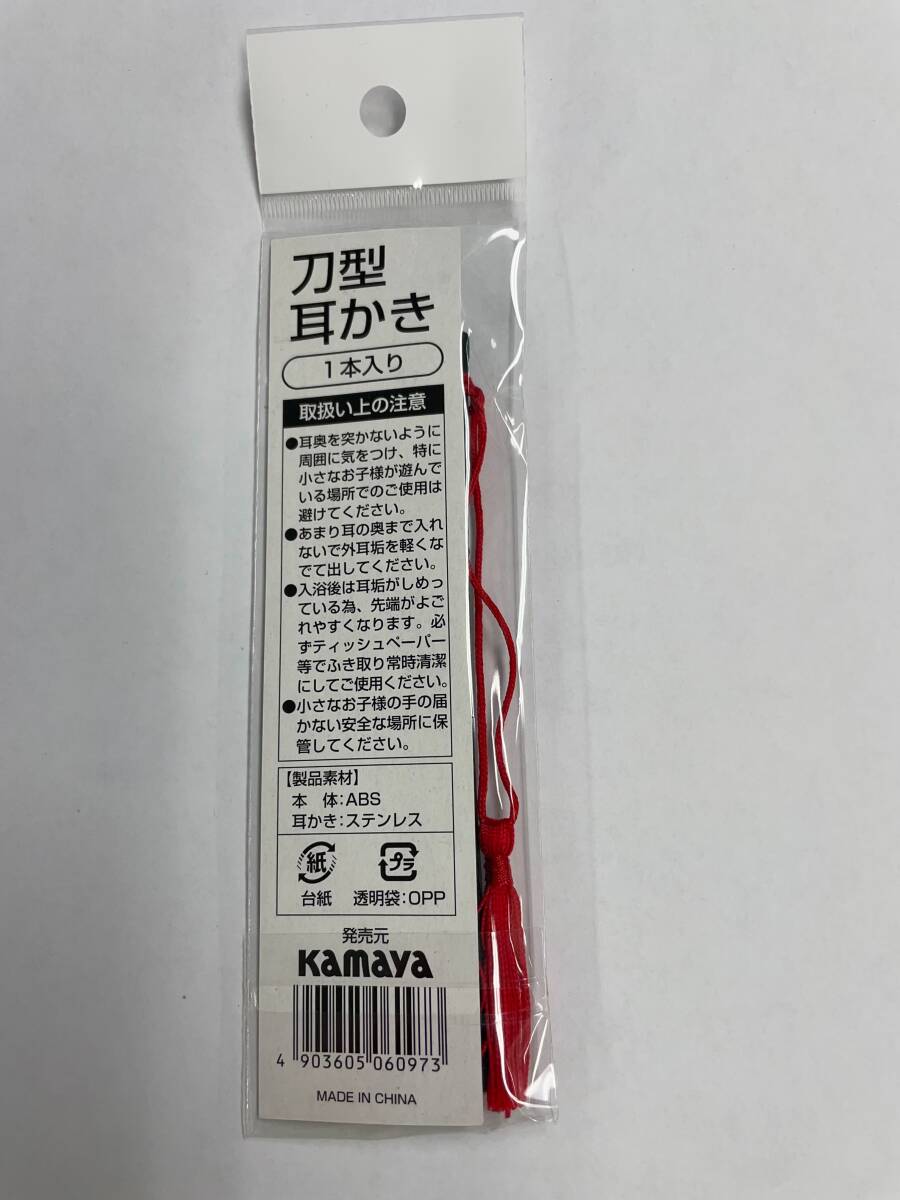 刀型
耳かき
1本入り
取扱い上の注意
●耳奥を突かないように
周囲に気をつけ、特に
小さなお子様が遊んで
いる場所でのご使用は
避けてください。
●あまり耳の奥まで入れ
ないで外耳垢を軽くな
でて出してください。
●入浴後は耳垢がしめっ
ている為、先端がよご
れやすくなります。必
ずティッシュペーパー
等でふき取り常時清潔
にしてご使用ください。
●小さなお子様の手の届
かない安全な場所に保
管してください。
【製品素材】
本 体:ABS
耳かき:ステンレス
紙 プラ
台紙 透明袋:OPP
発売元
Kamaya
4 903605 060973
MADE IN CHINA